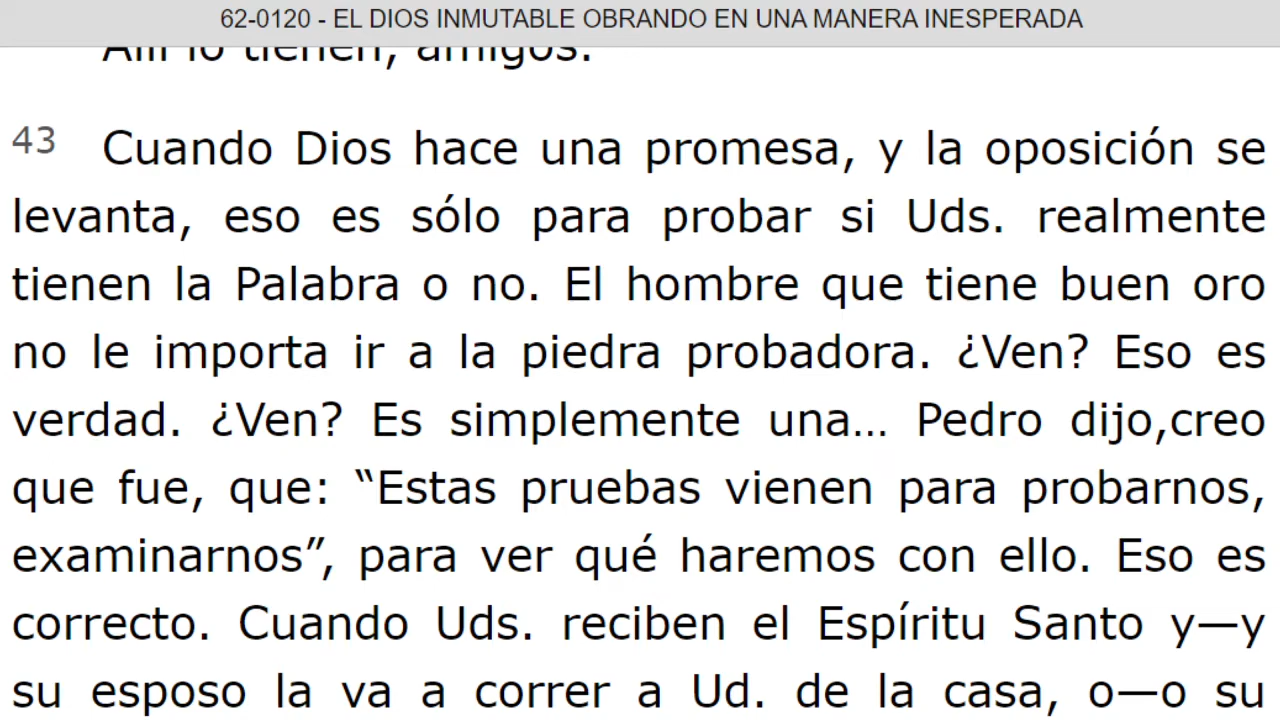 62-0120 - EL DIOS INMUTABLE OBRANDO EN UNA MANERA INESPERADA
Allí lo tienen, amigos.
43 Cuando Dios hace una promesa, y la oposición se
levanta, eso es sólo para probar si Uds. realmente
tienen la Palabra o no. El hombre que tiene buen oro
no le importa ir a la piedra probadora. ¿Ven? Eso es
verdad. ¿Ven? Es simplemente una… Pedro dijo,creo
que fue, que: “Estas pruebas vienen para probarnos,
examinarnos”, para ver qué haremos con ello. Eso es
correcto. Cuando Uds. reciben el Espíritu Santo y—y
su esposo la va a correr a Ud. de la casa, o—o su